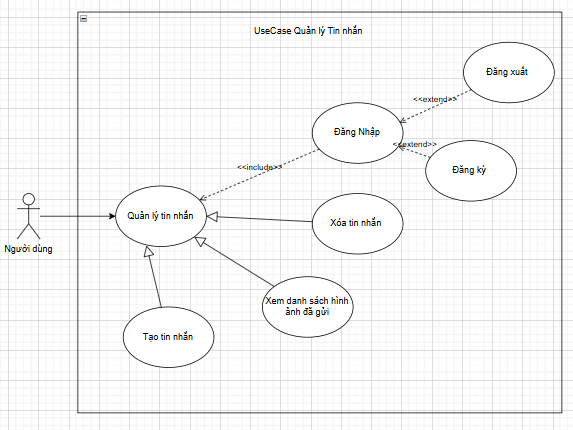 UseCase Quản lý Tin nhắn
Đăng xuất
<<extend>>
Đăng Nhập
<<extend>>
<<include>>
Đăng ký
Quản lý tin nhắn
Xóa tin nhắn
Người dùng
Xem danh sách hình
ảnh đã gửi
Tạo tin nhắn